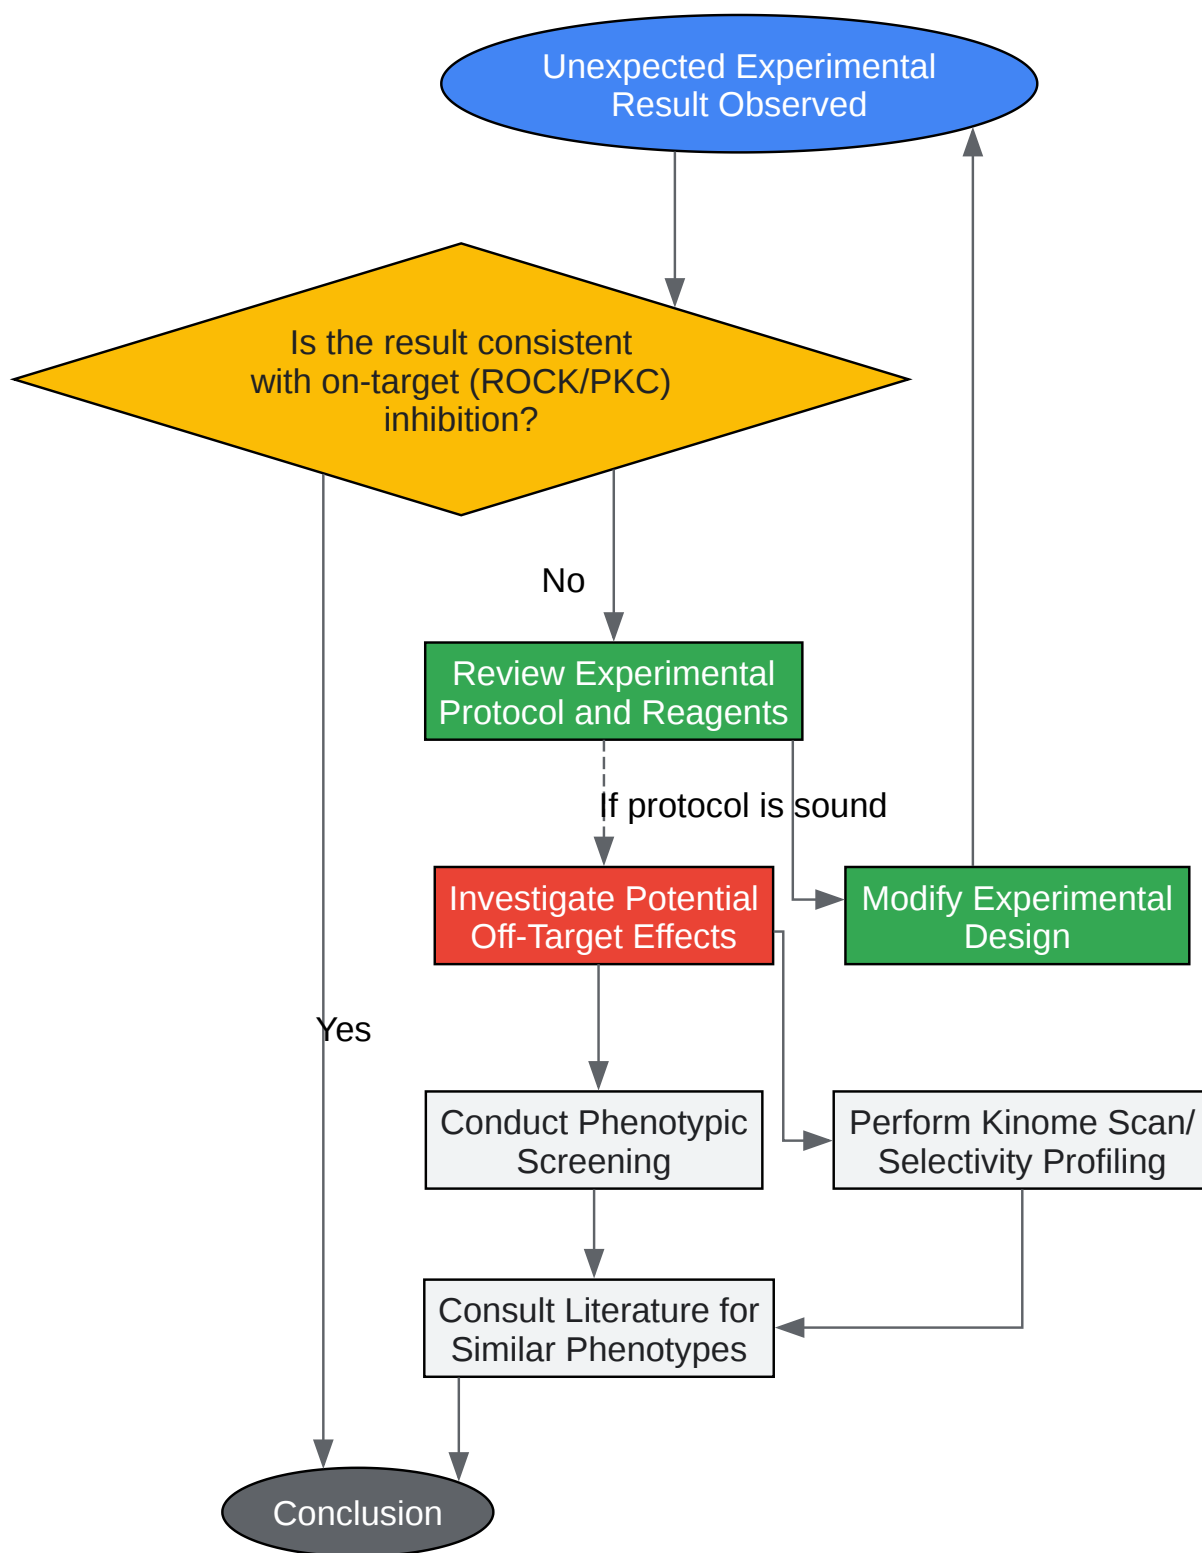 Unexpected Experimental
Result Observed
Is the result consistent
with on-target (ROCK/PKC)
inhibition?
No
Review Experimental
Protocol and Reagents
If protocol is sound
Investigate Potential
Off-Target Effects
Modify Experimental
Design
Yes
Conduct Phenotypic
Screening
Perform Kinome Scan/
Selectivity Profiling
Consult Literature for
Similar Phenotypes
Conclusion